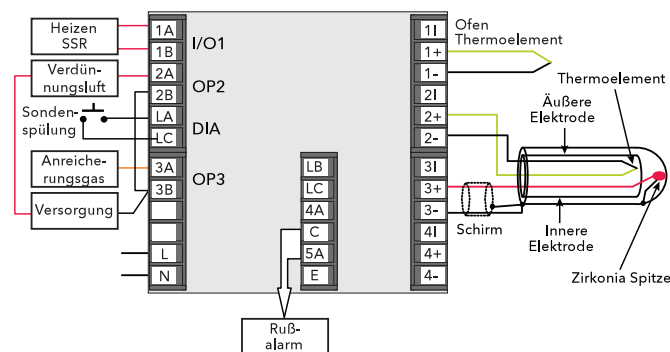 Heizen
SSR
Verdün-
nungsluft
Sonden-
spülung
Anreiche-
rungsgas
Versorgung
1A
1B
2A
2B
LA
LC
3A
3B
L
N
I/O1
OP2
DIA
OP3
LB
LC
4A
C
5A
E
Ruß-
alarm
1I
1+
1-
2I
2+
2-
3I
3+
3-
4I
4+
4-
Ofen
Thermoelement
Thermoelement
Äußere
Elektrode
Schirm
Innere
Elektrode
Zirkonia Spitze